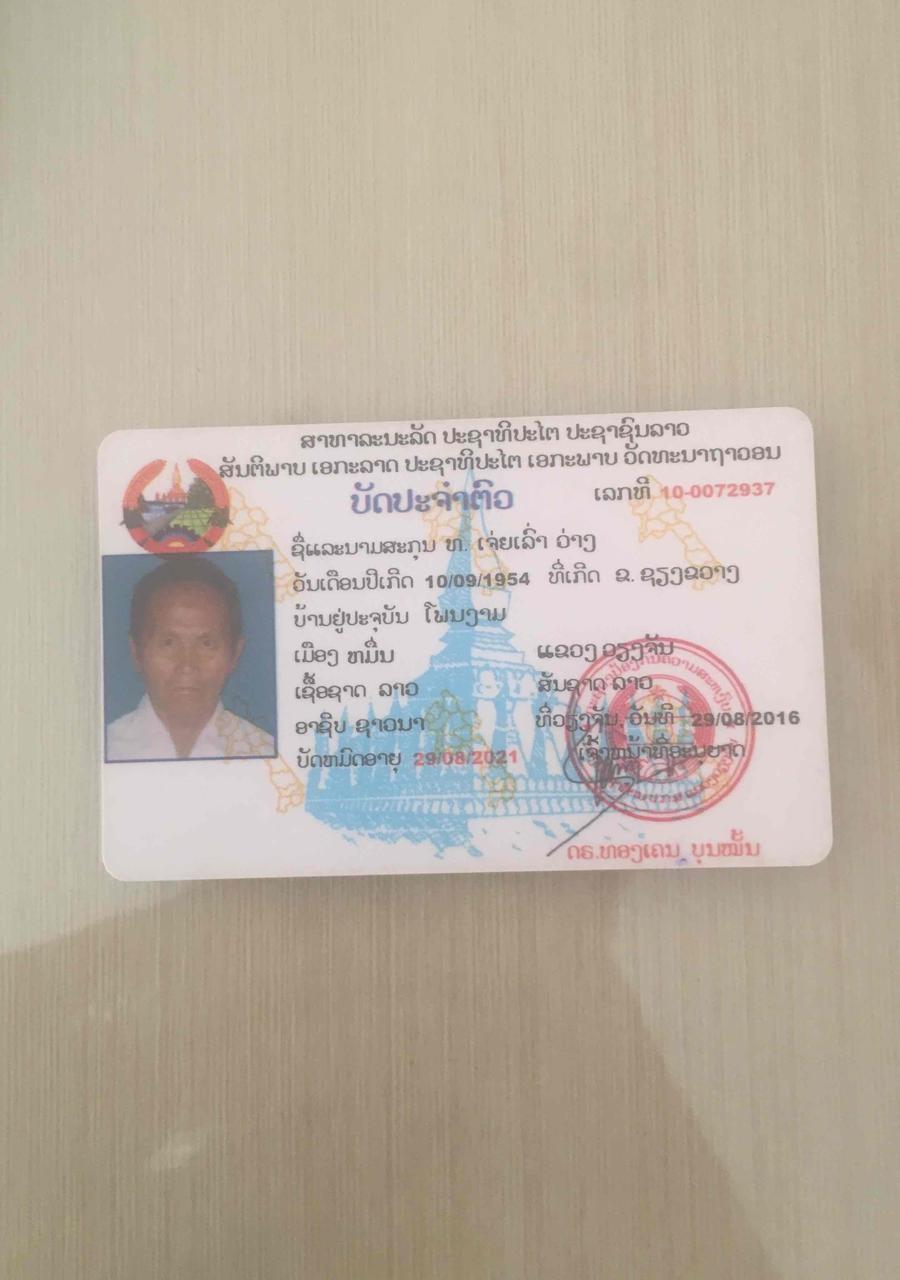 ສາທາລະນະລັດ ປະຊາທິປະໄຕ ປະຊາຊົນລາວ
ສັນຕິພາບ ເອກະລາດ ປະຊາທິປະໄຕ ເອກະພາບ ວັດທະນາຖາວອນ
ບັດປະຈຳຕົວ ເລກທີ 10-0072937
ຊື່ແລະນາມສະກຸນ ທ. ເຈ່ຍເລົ່າ ວ່າງ
ວັນເດືອນປີເກີດ 10/09/1954 ທີ່ເກີດ ຂ. ຊຽງຂວາງ
ບ້ານຢູ່ປະຈຸບັນ ໂພນງາມ
ເມືອງ ຫມື່ນ ແຂວງ ວຽງຈັນ
ເຊື້ອຊາດ ລາວ ສັນຊາດ ລາວ
ອາຊີບ ຊາວນາ ທີ່ວຽງຈັນ, ວັນທີ 29/08/2016
ບັດຫມົດອາຍຸ 29/08/2021 ເຈົ້າຫນ້າທີ່ອະນຸຍາດ
ດຣ.ທອງເຄນ ບຸນໝັ້ນ